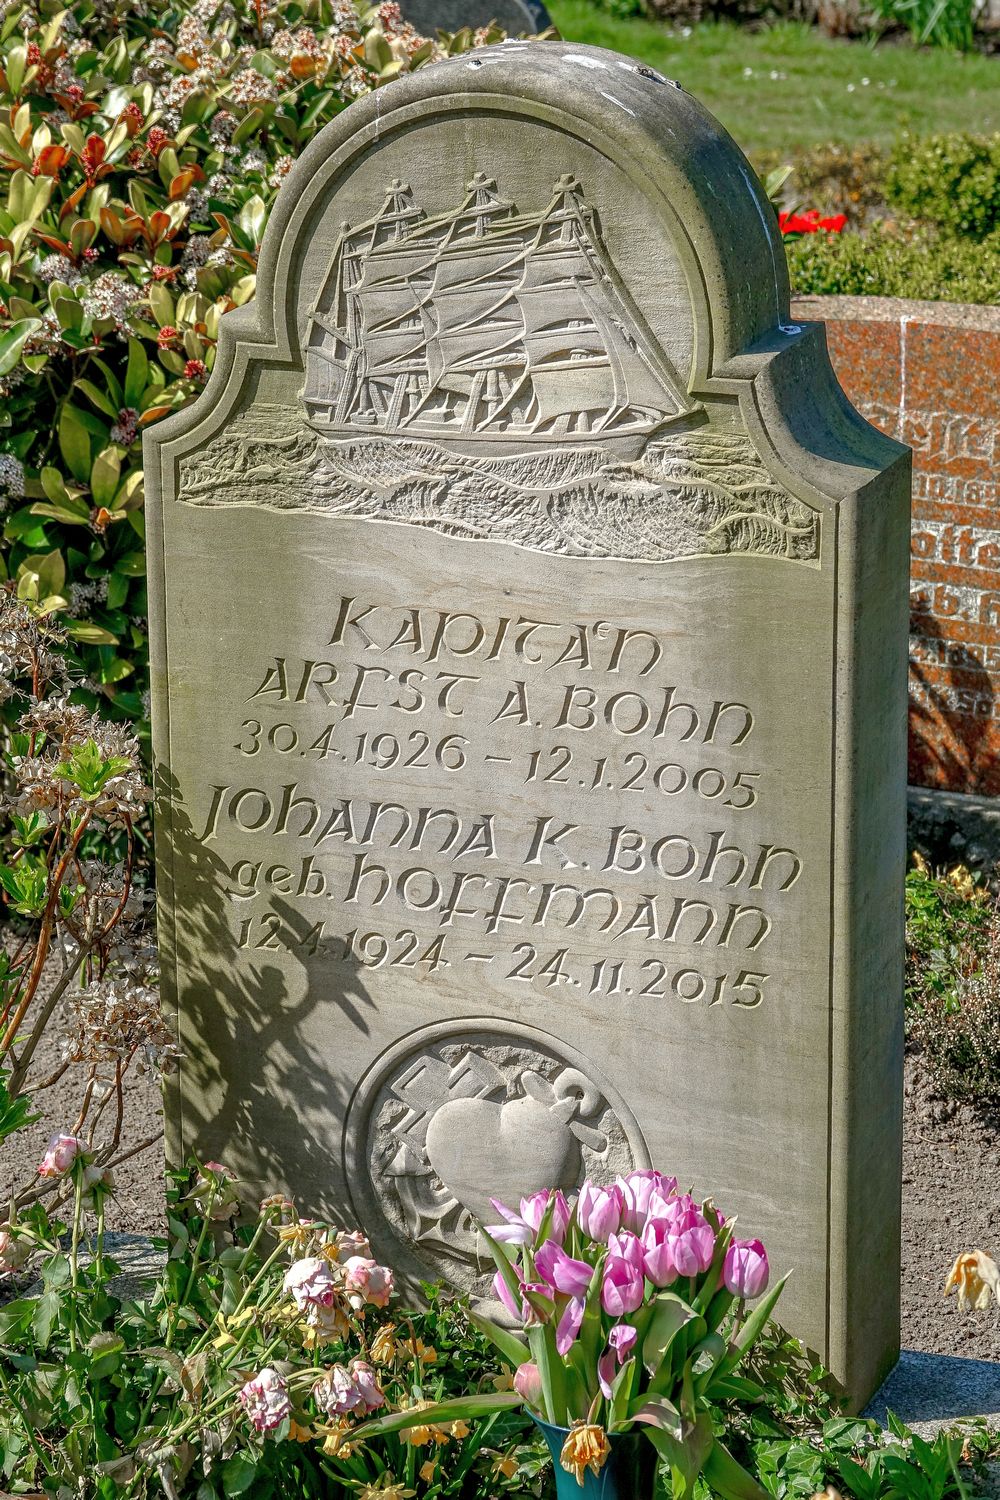 Kapitän
Arfst A. Bohn
30.4.1926 – 12.1.2005
Johanna K. Bohn
geb. Hoffmann
12.4.1924 – 24.11.2015